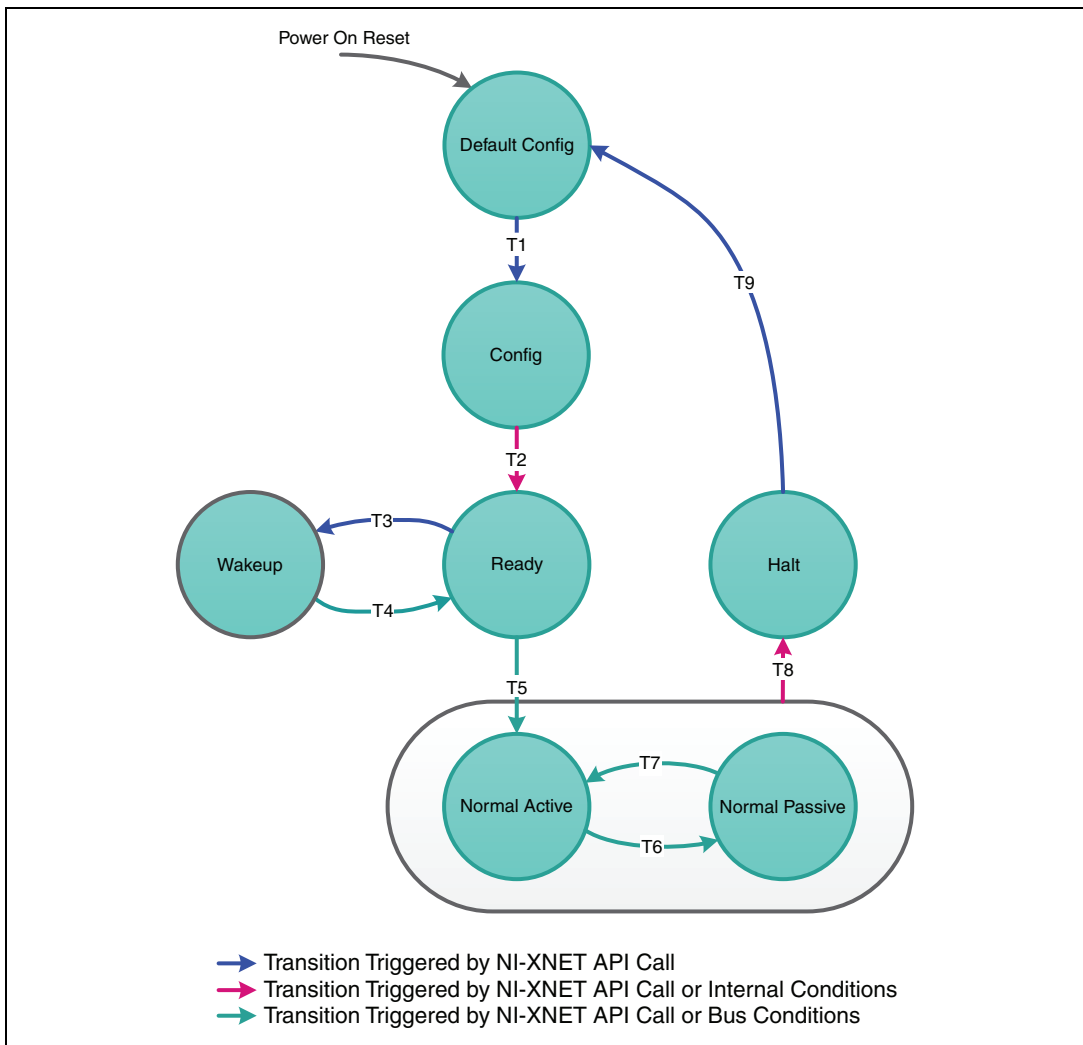 Power On Reset
Default Config
T1
T9
Config
T2
T3
Wakeup
Ready
Halt
T4
T8
T5
T7
Normal Active
Normal Passive
T6
Transition Triggered by NI-XNET API Call
Transition Triggered by NI-XNET API Call or Internal Conditions
Transition Triggered by NI-XNET API Call or Bus Conditions